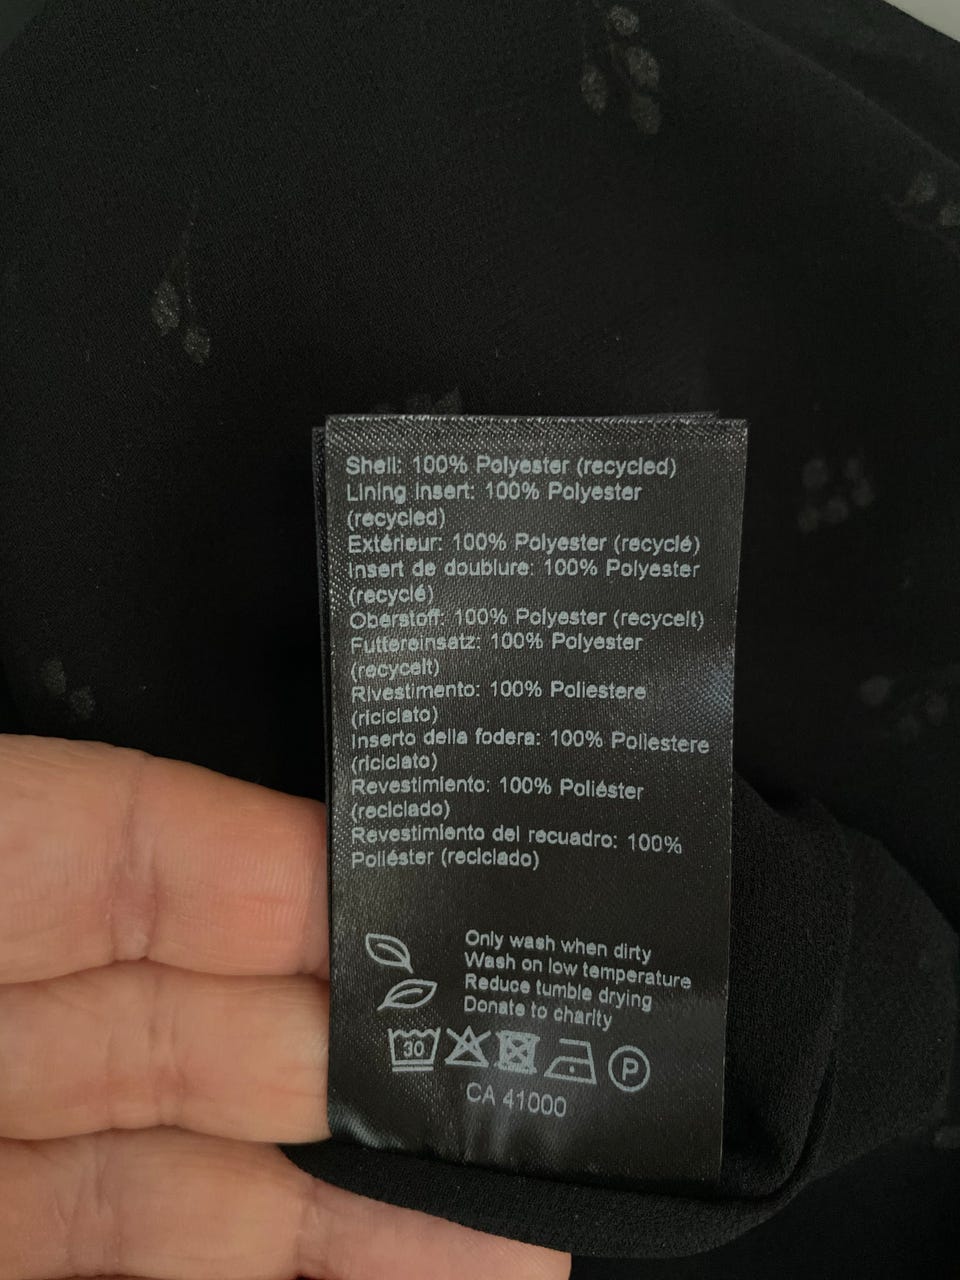 Shell: 100% Polyester (recycled)
Lining insert: 100% Polyester
(recycled)
Extérieur: 100% Polyester (recyclé)
Insert de doublure: 100% Polyester
(recyclé)
Oberstoff: 100% Polyester (recycelt)
Futtereinsatz: 100% Polyester
(recycelt)
Rivestimento: 100% Poliestere
(riciclato)
Inserto della fodera: 100% Poliestere
(riciclato)
Revestimiento: 100% Poliéster
(reciclado)
Revestimiento del recuadro: 100%
Poliéster (reciclado)
Only wash when dirty
Wash on low temperature
Reduce tumble drying
Donate to charity
30 P
CA 41000